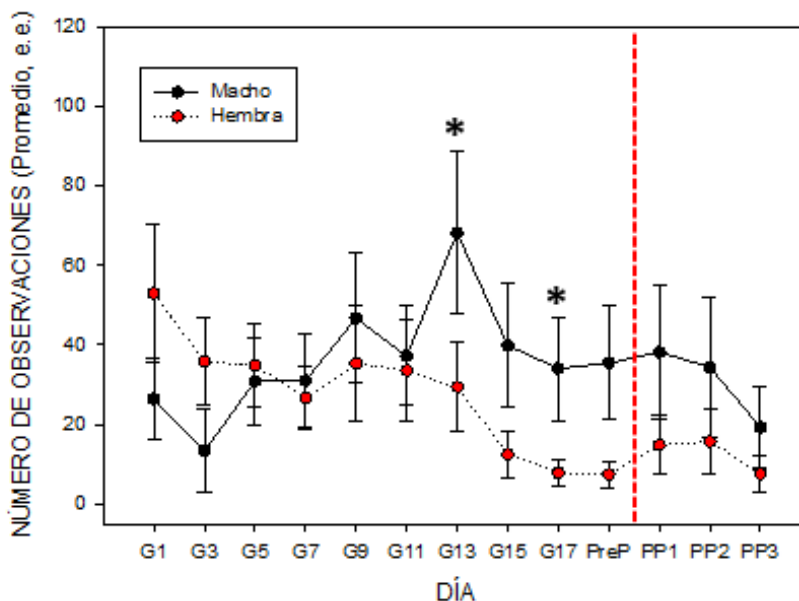 NÚMERO DE OBSERVACIONES (Promedio, e.e.)
120
100
80
60
40
20
0
Macho
Hembra
*
*
G1 G3 G5 G7 G9 G11 G13 G15 G17 PreP PP1 PP2 PP3
DÍA